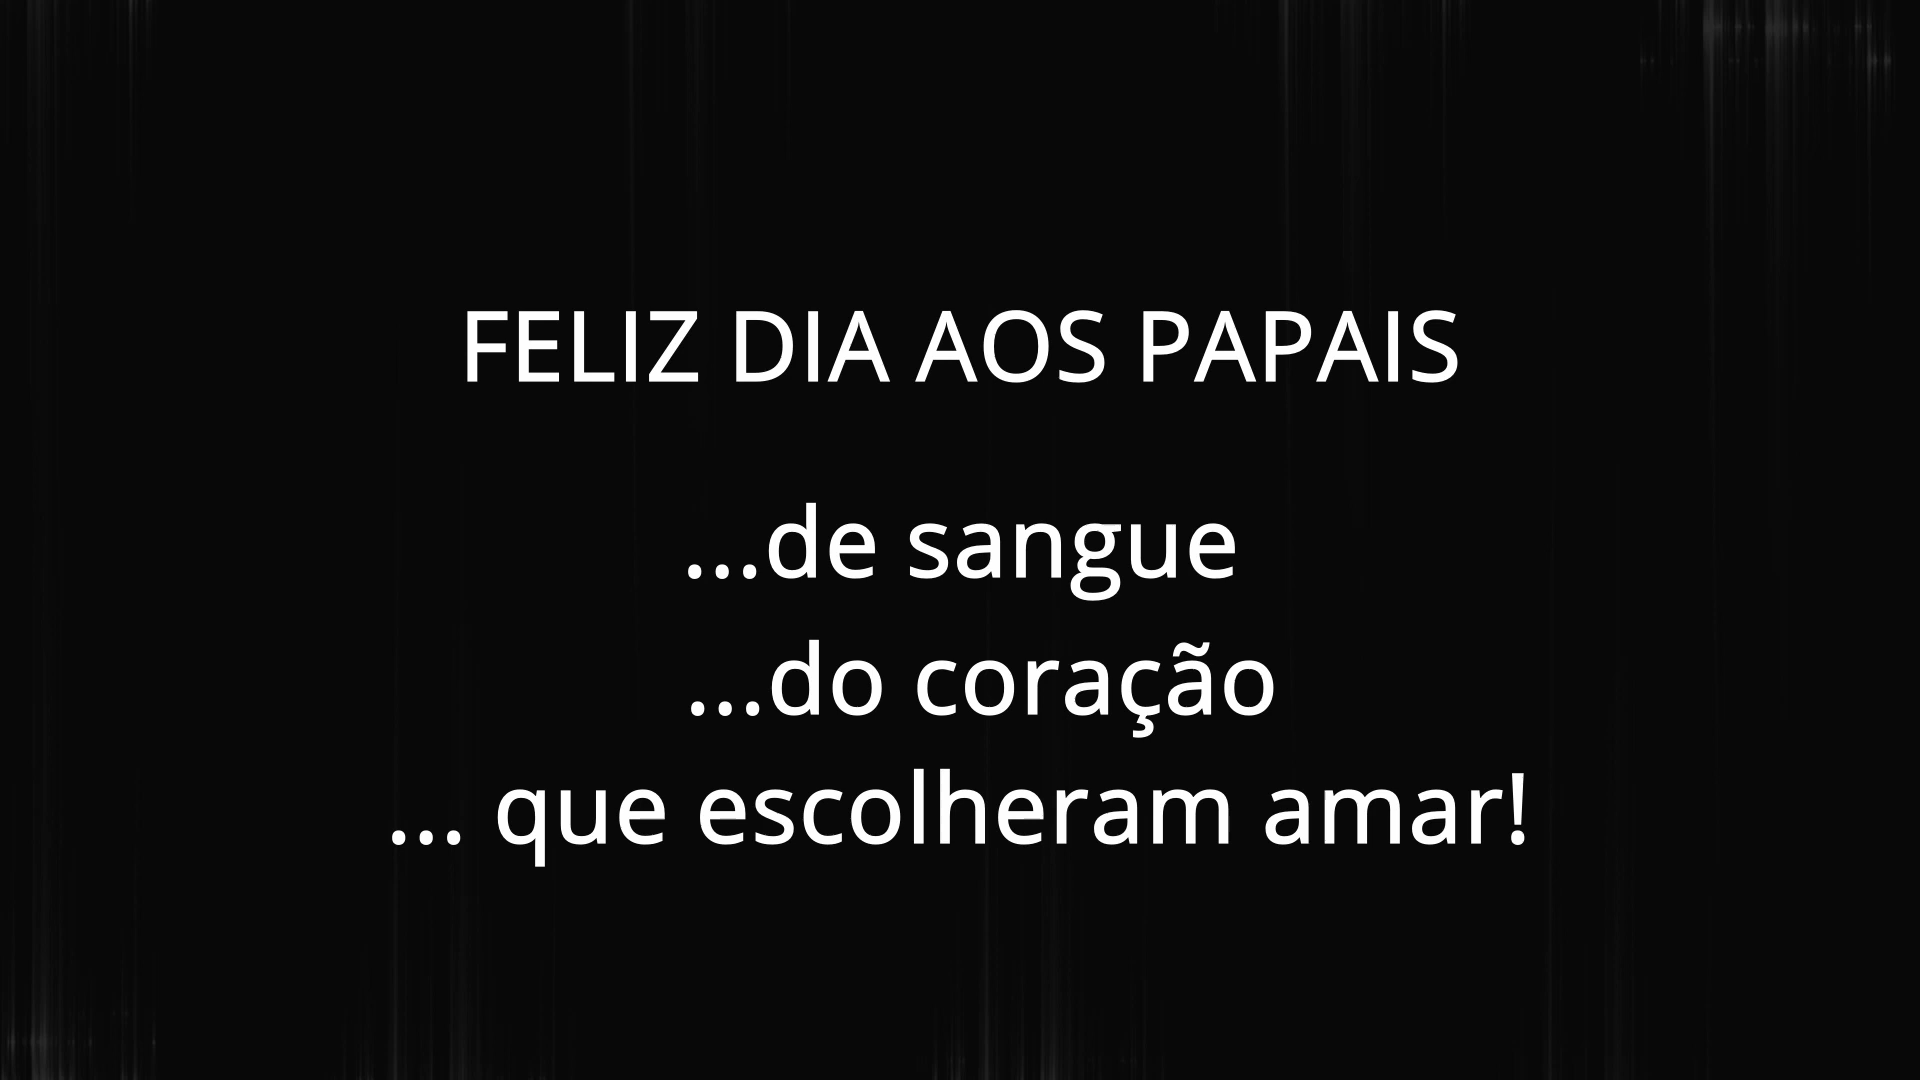 FELIZ DIA AOS PAPAIS
...de sangue
...do coração
... que escolheram amar!